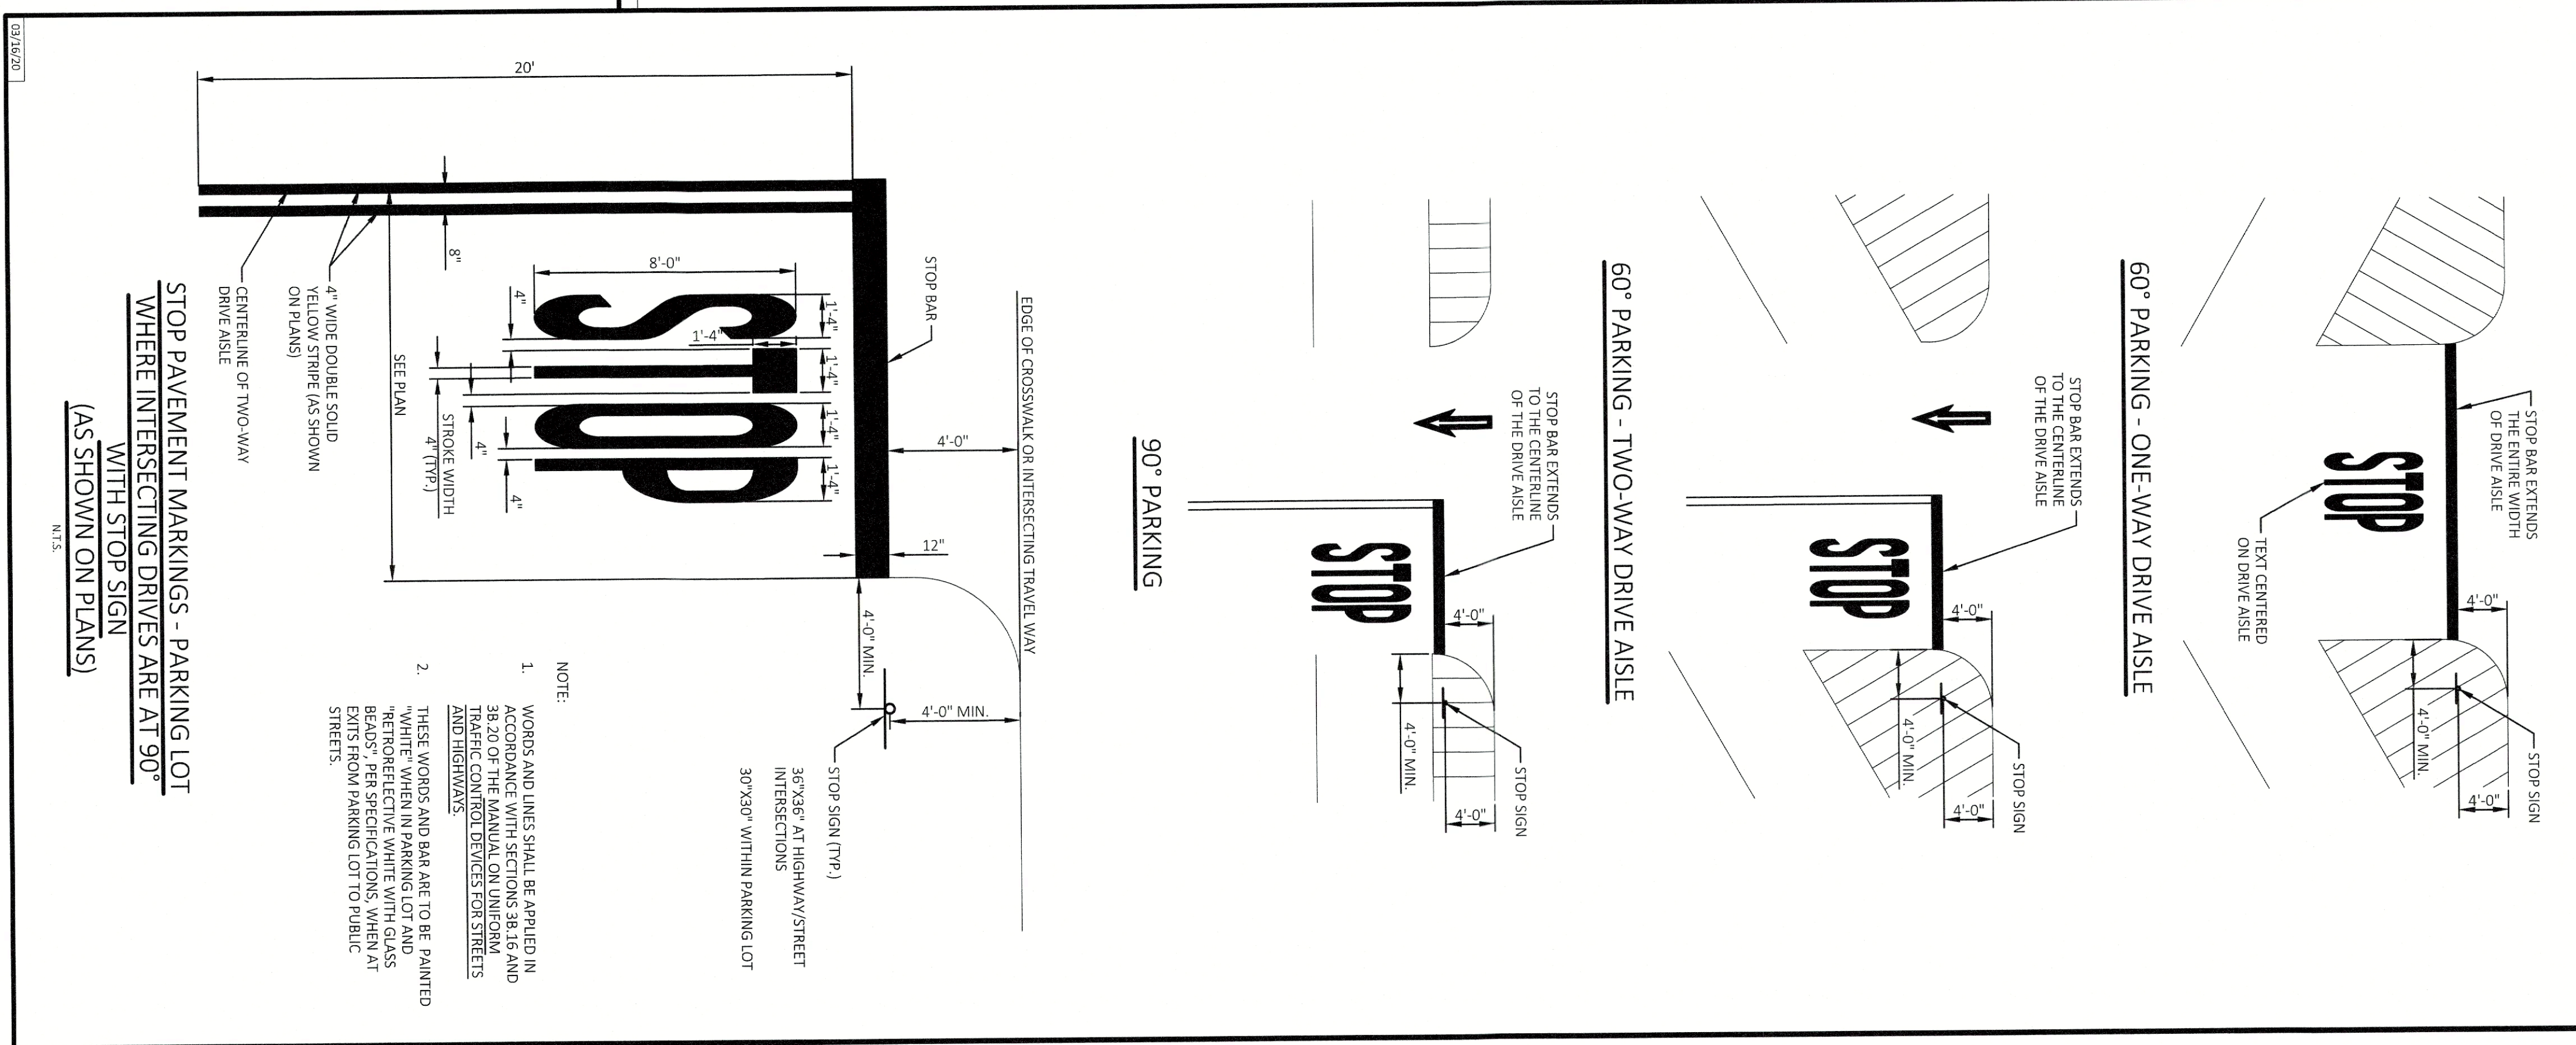 STOP BAR EXTENDS
THE ENTIRE WIDTH
OF DRIVE AISLE
STOP SIGN
4'-0"
4'-0"
4'-0" MIN.
STOP
TEXT CENTERED
ON DRIVE AISLE
60° PARKING - ONE-WAY DRIVE AISLE
STOP BAR EXTENDS
TO THE CENTERLINE
OF THE DRIVE AISLE
STOP SIGN
4'-0"
4'-0"
4'-0" MIN.
STOP
60° PARKING - TWO-WAY DRIVE AISLE
STOP BAR EXTENDS
TO THE CENTERLINE
OF THE DRIVE AISLE
STOP SIGN
4'-0"
4'-0"
4'-0" MIN.
STOP
90° PARKING
EDGE OF CROSSWALK OR INTERSECTING TRAVEL WAY
STOP BAR
4'-0"
4'-0" MIN.
12"
4'-0" MIN.
STOP SIGN (TYP.)
36"X36" AT HIGHWAY/STREET
INTERSECTIONS
30"X30" WITHIN PARKING LOT
20'
1'-4"
1'-4"
1'-4"
1'-4"
1'-4"
8'-0"
STOP
4"
4"
4"
STROKE WIDTH
4" (TYP.)
8"
SEE PLAN
4" WIDE DOUBLE SOLID
YELLOW STRIPE (AS SHOWN
ON PLANS)
CENTERLINE OF TWO-WAY
DRIVE AISLE
NOTE:
1. WORDS AND LINES SHALL BE APPLIED IN
ACCORDANCE WITH SECTIONS 3B.16 AND
3B.20 OF THE MANUAL ON UNIFORM
TRAFFIC CONTROL DEVICES FOR STREETS
AND HIGHWAYS.
2. THESE WORDS AND BAR ARE TO BE PAINTED
"WHITE" WHEN IN PARKING LOT AND
"RETROREFLECTIVE WHITE WITH GLASS
BEADS", PER SPECIFICATIONS, WHEN AT
EXITS FROM PARKING LOT TO PUBLIC
STREETS.
STOP PAVEMENT MARKINGS - PARKING LOT
WHERE INTERSECTING DRIVES ARE AT 90°
WITH STOP SIGN
(AS SHOWN ON PLANS)
N.T.S.
03/16/20